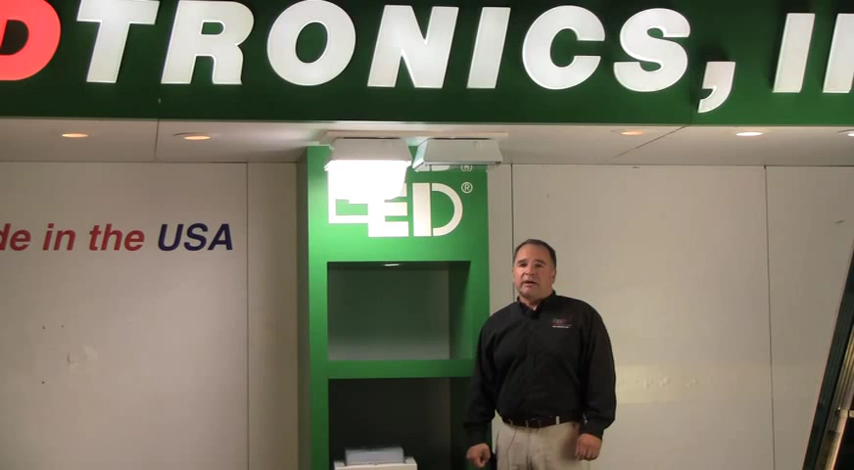 DTRONICS, I
de in the USA
LED®